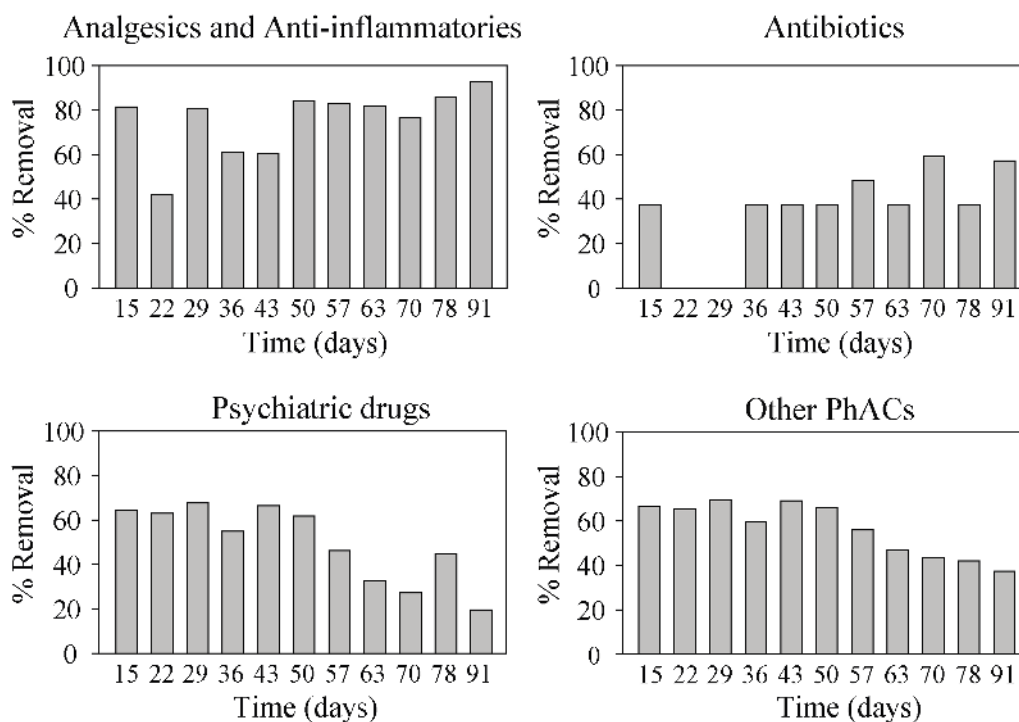 Analgesics and Anti-inflammatories
% Removal
100
80
60
40
20
0
15 22 29 36 43 50 57 63 70 78 91
Time (days)
Antibiotics
% Removal
100
80
60
40
20
0
15 22 29 36 43 50 57 63 70 78 91
Time (days)
Psychiatric drugs
% Removal
100
80
60
40
20
0
15 22 29 36 43 50 57 63 70 78 91
Time (days)
Other PhACs
% Removal
100
80
60
40
20
0
15 22 29 36 43 50 57 63 70 78 91
Time (days)